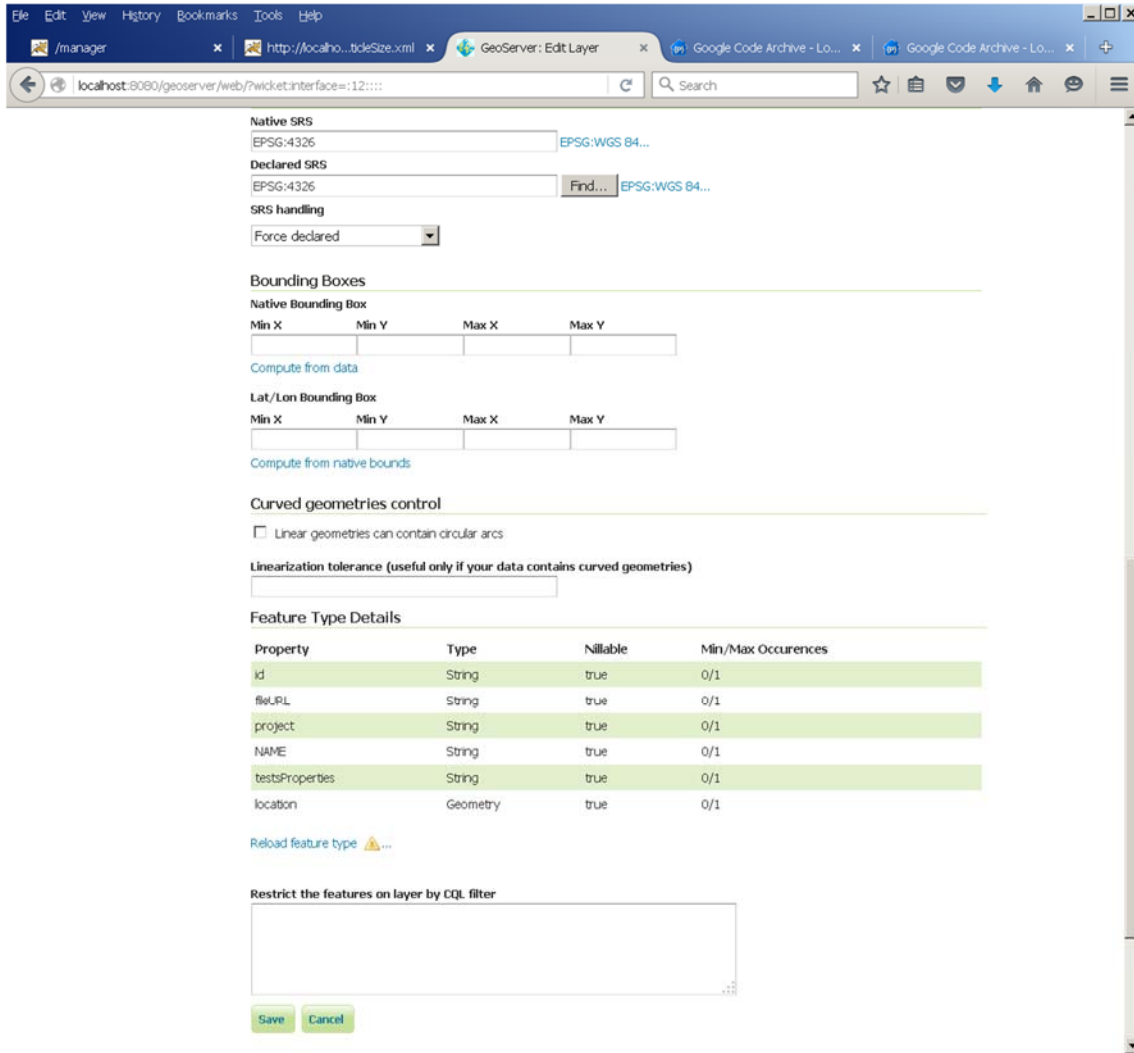 File Edit View History Bookmarks Tools Help
/manager × http://localho...ticleSize.xml × GeoServer: Edit Layer × Google Code Archive - Lo... × Google Code Archive - Lo... ×
localhost:8080/geoserver/web/?wicket:interface=:12:::: Search
Native SRS
EPSG:4326 EPSG:WGS 84...
Declared SRS
EPSG:4326 Find... EPSG:WGS 84...
SRS handling
Force declared
Bounding Boxes
Native Bounding Box
Min X Min Y Max X Max Y
Compute from data
Lat/Lon Bounding Box
Min X Min Y Max X Max Y
Compute from native bounds
Curved geometries control
Linear geometries can contain circular arcs
Linearization tolerance (useful only if your data contains curved geometries)
Feature Type Details
Property Type Nillable Min/Max Occurences
id String true 0/1
fileURL String true 0/1
project String true 0/1
NAME String true 0/1
testsProperties String true 0/1
location Geometry true 0/1
Reload feature type ...
Restrict the features on layer by CQL filter
Save Cancel